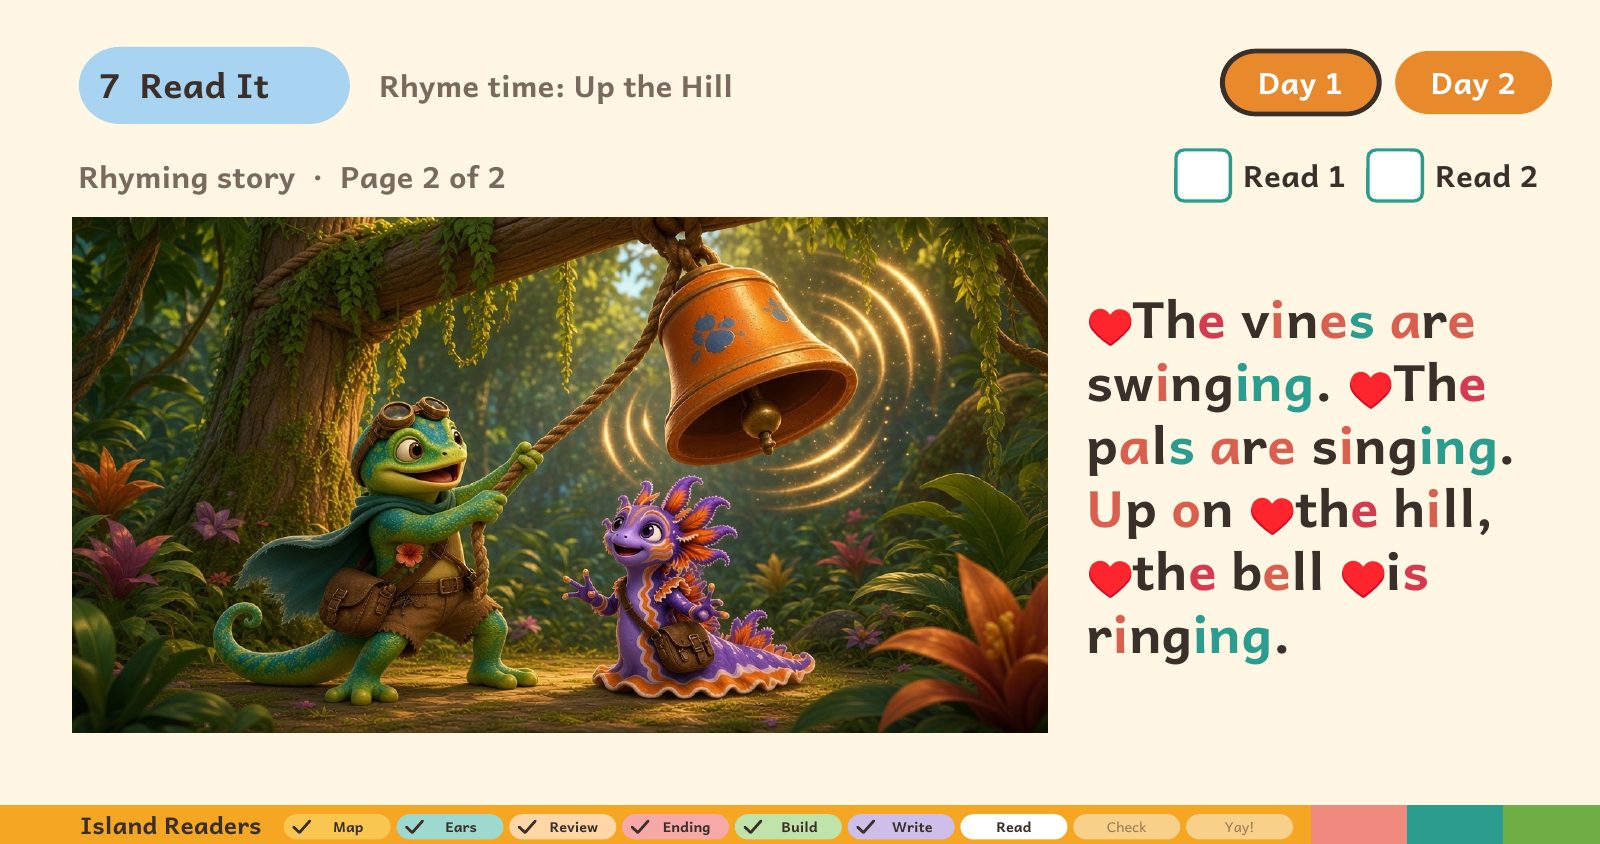 7 Read It
Rhyme time: Up the Hill
Day 1
Day 2
Rhyming story · Page 2 of 2
Read 1
Read 2
The vines are
swinging. The
pals are singing.
Up on the hill,
the bell is
ringing.
Island Readers
Map
Ears
Review
Ending
Build
Write
Read
Check
Yay!